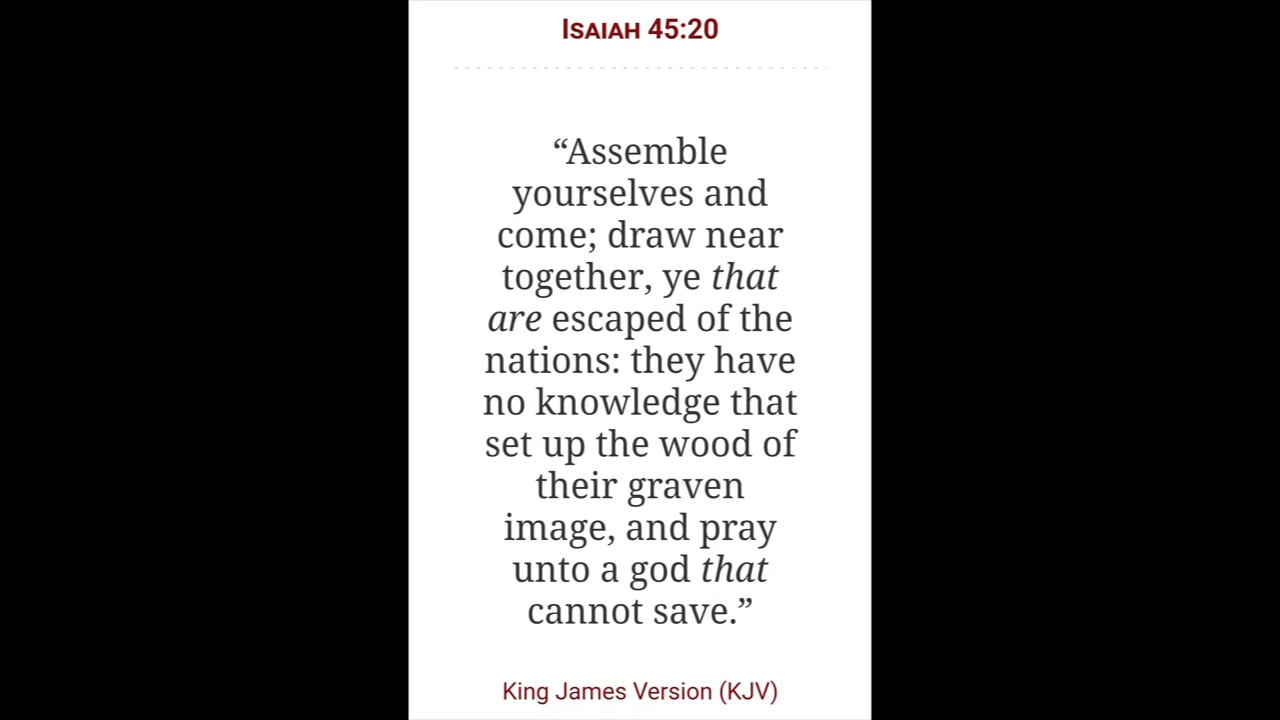 Isaiah 45:20
“Assemble
yourselves and
come; draw near
together, ye that
are escaped of the
nations: they have
no knowledge that
set up the wood of
their graven
image, and pray
unto a god that
cannot save.”
King James Version (KJV)